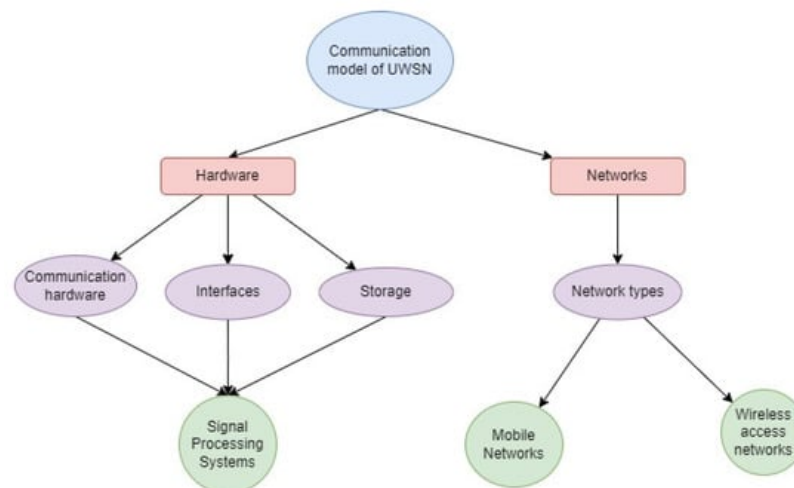 Communication
model of UWSN
Hardware
Networks
Communication
hardware
Interfaces
Storage
Network types
Signal
Processing
Systems
Mobile
Networks
Wireless
access
networks